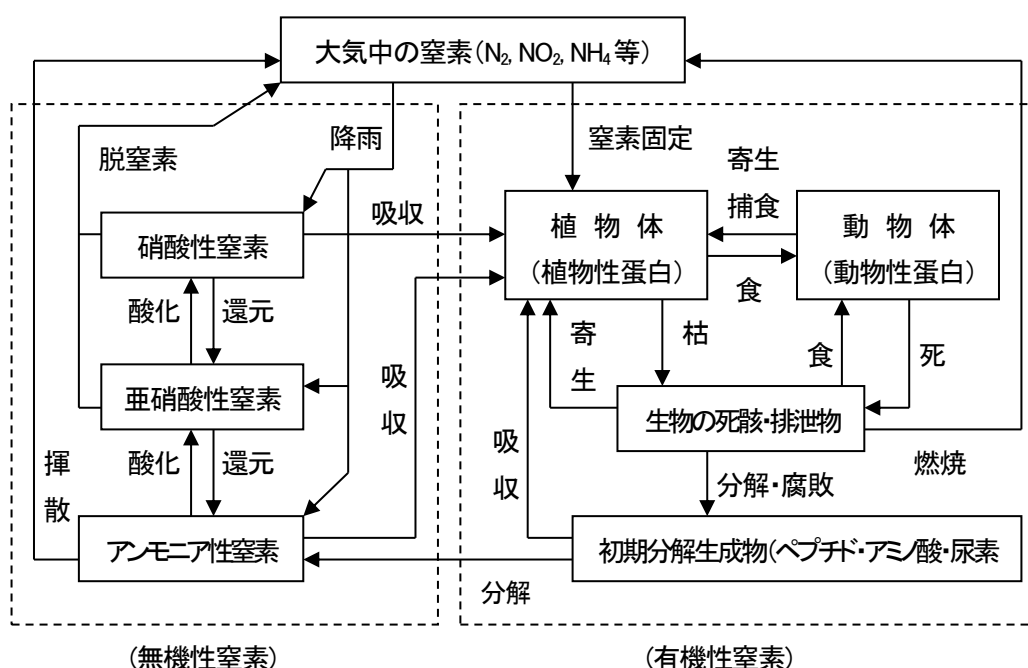 大気中の窒素(N₂, NO₂, NH₄ 等)
脱窒素
降雨
窒素固定
寄生
捕食
硝酸性窒素
吸収
植 物 体
(植物性蛋白)
動 物 体
(動物性蛋白)
食
酸化
還元
寄
生
枯
食
死
亜硝酸性窒素
吸
収
生物の死骸・排泄物
揮
散
酸化
還元
吸
収
分解・腐敗
燃焼
アンモニア性窒素
初期分解生成物(ペプチド・アミノ酸・尿素
分解
(無機性窒素)
(有機性窒素)